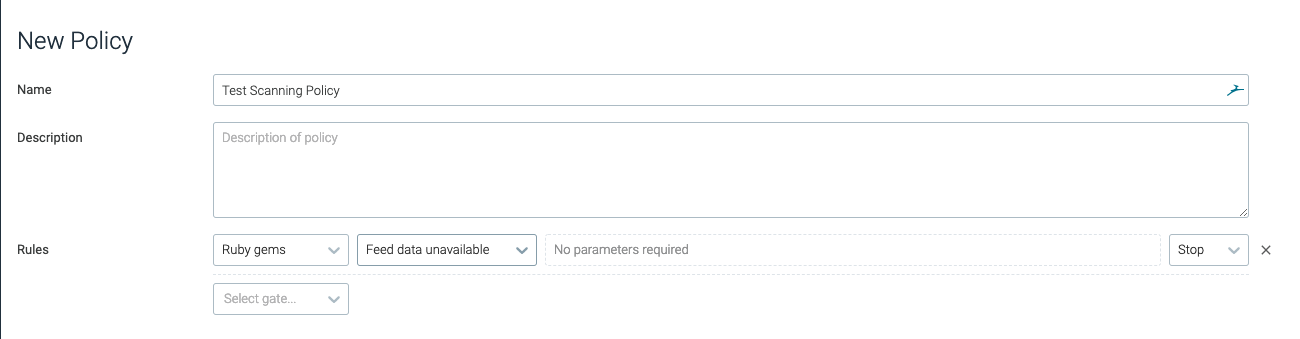 New Policy
Name
Test Scanning Policy
Description
Description of policy
Rules
Ruby gems
Feed data unavailable
No parameters required
Stop
Select gate...